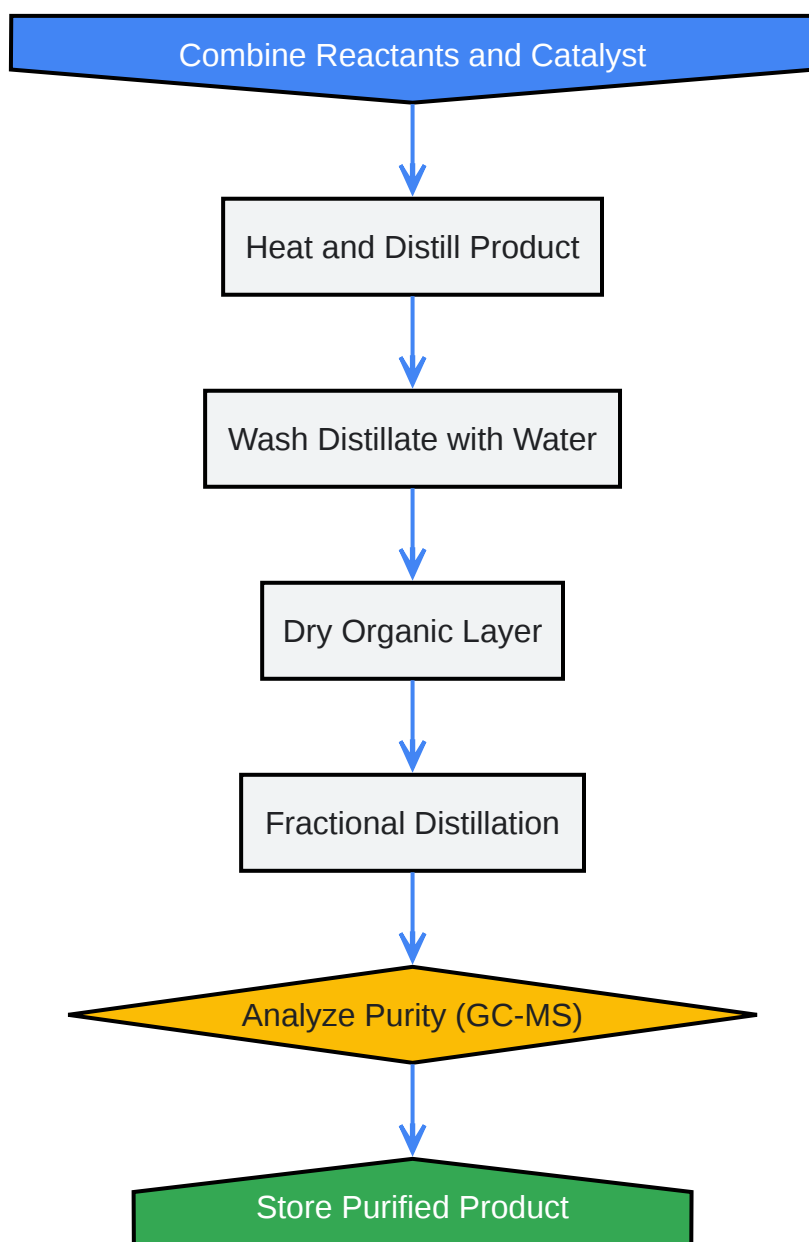 Combine Reactants and Catalyst
Heat and Distill Product
Wash Distillate with Water
Dry Organic Layer
Fractional Distillation
Analyze Purity (GC-MS)
Store Purified Product